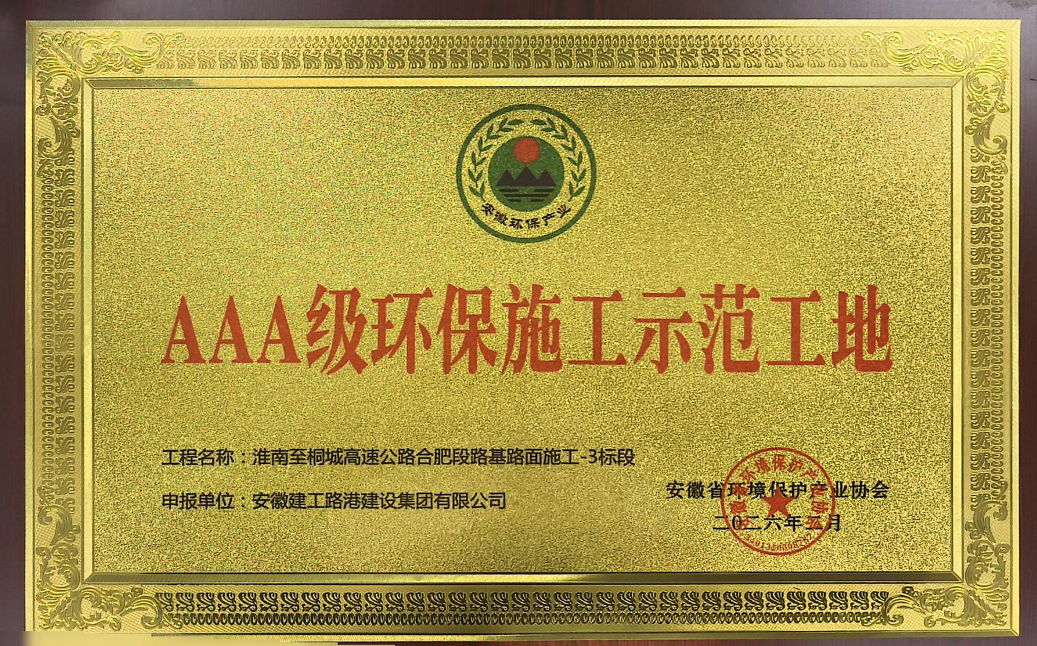 安徽环保产业
AAA级环保施工示范工地
工程名称：淮南至桐城高速公路合肥段路基路面施工-3标段
申报单位：安徽建工路港建设集团有限公司
安徽省环境保护产业协会
二〇二六年二月